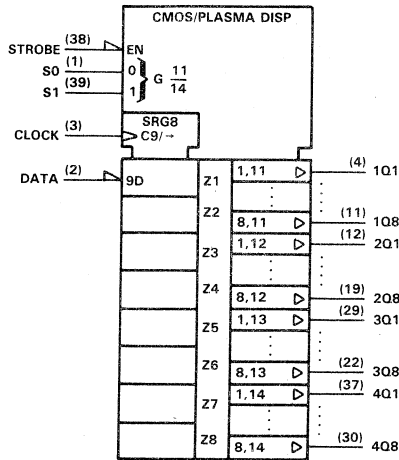 CMOS/PLASMA DISP
STROBE (38) EN
S0 (1) 0
G 11/14
S1 (39) 1
SRG8
CLOCK (3) C9/→
DATA (2) 9D Z1 1,11 (4) 1Q1
Z2 8,11 (11) 1Q8
1,12 (12) 2Q1
Z3
Z4 8,12 (19) 2Q8
Z5 1,13 (29) 3Q1
Z6 8,13 (22) 3Q8
Z7 1,14 (37) 4Q1
Z8 8,14 (30) 4Q8